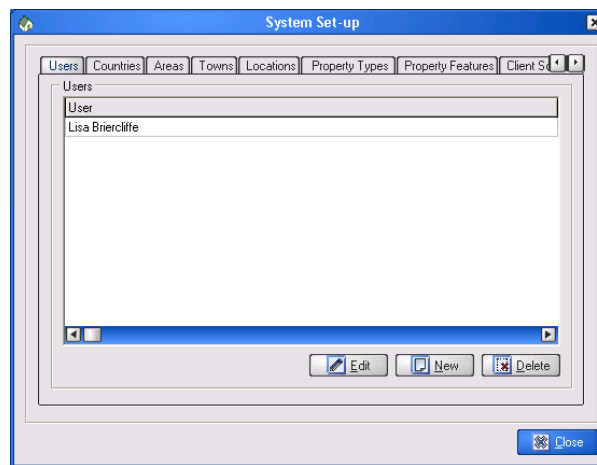 System Set-up
Users Countries Areas Towns Locations Property Types Property Features Client
Users
User
Lisa Briercliffe
Edit New Delete
Close